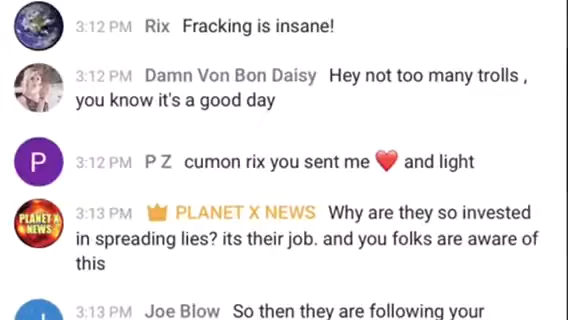 3:12 PM Rix Fracking is insane!
3:12 PM Damn Von Bon Daisy Hey not too many trolls ,
you know it's a good day
P
3:12 PM P Z cumon rix you sent me ❤️ and light
PLANET X
NEWS
3:13 PM PLANET X NEWS Why are they so invested
in spreading lies? its their job. and you folks are aware of
this
3:13 PM Joe Blow So then they are following your